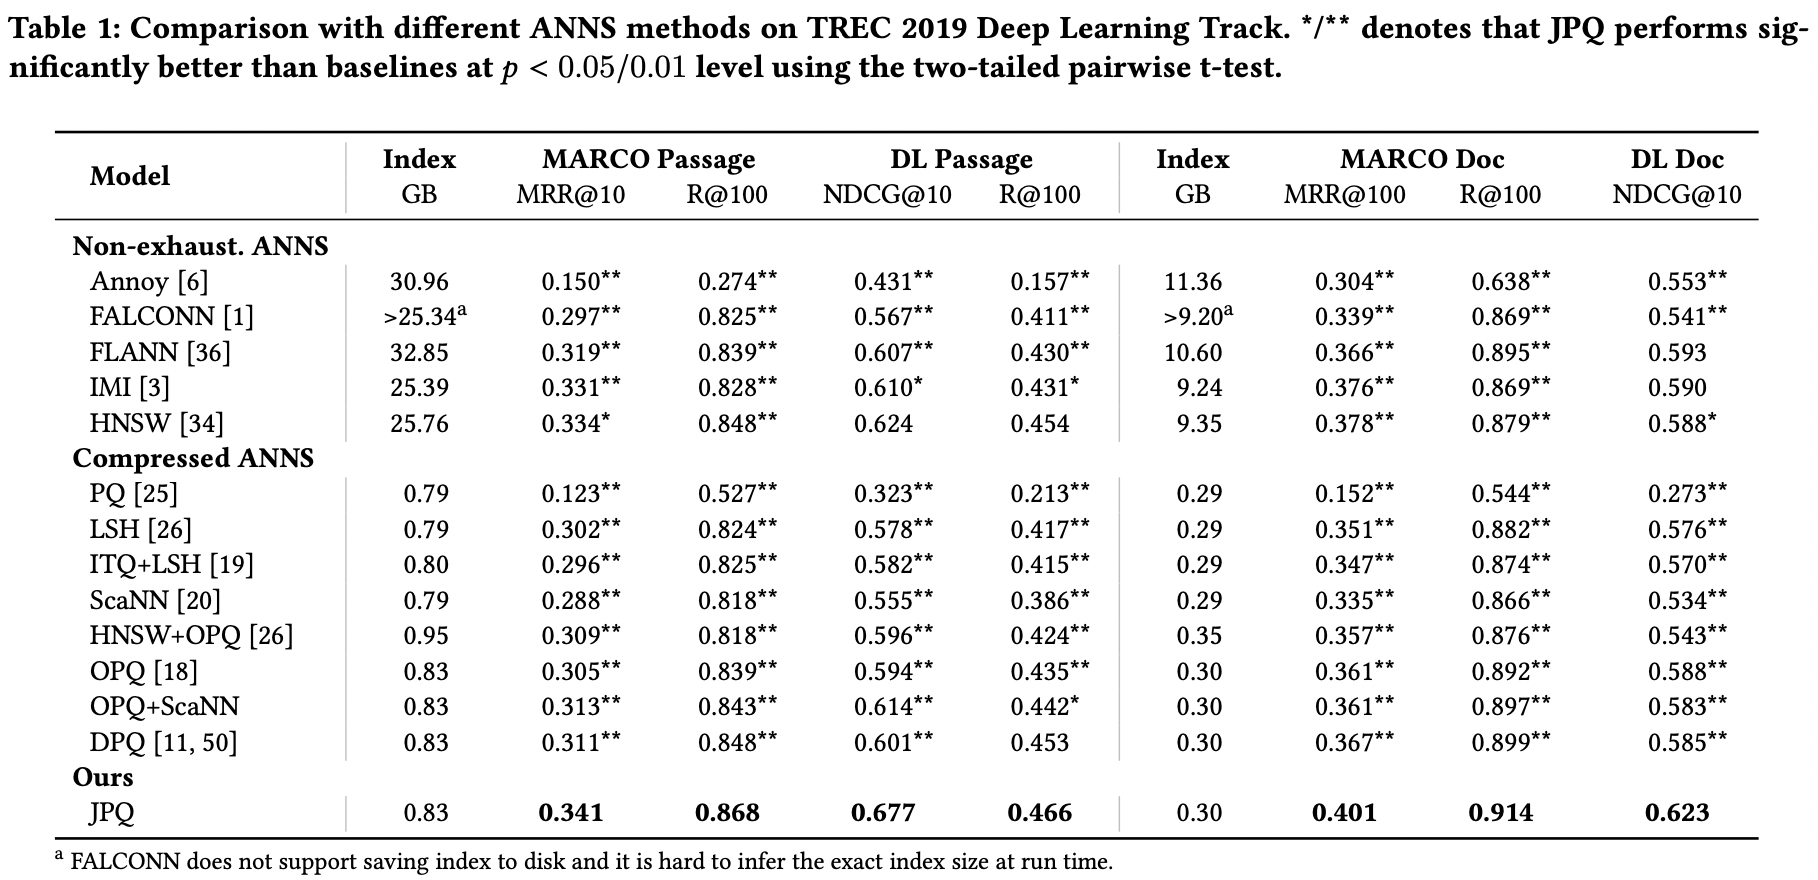 Table 1: Comparison with different ANNS methods on TREC 2019 Deep Learning Track. */** denotes that JPQ performs sig-
nificantly better than baselines at p < 0.05/0.01 level using the two-tailed pairwise t-test.
Model Index MARCO Passage DL Passage Index MARCO Doc DL Doc
GB MRR@10 R@100 NDCG@10 R@100 GB MRR@100 R@100 NDCG@10
Non-exhaust. ANNS
Annoy [6] 30.96 0.150** 0.274** 0.431** 0.157** 11.36 0.304** 0.638** 0.553**
FALCONN [1] >25.34a 0.297** 0.825** 0.567** 0.411** >9.20a 0.339** 0.869** 0.541**
FLANN [36] 32.85 0.319** 0.839** 0.607** 0.430** 10.60 0.366** 0.895** 0.593
IMI [3] 25.39 0.331** 0.828** 0.610* 0.431* 9.24 0.376** 0.869** 0.590
HNSW [34] 25.76 0.334* 0.848** 0.624 0.454 9.35 0.378** 0.879** 0.588*
Compressed ANNS
PQ [25] 0.79 0.123** 0.527** 0.323** 0.213** 0.29 0.152** 0.544** 0.273**
LSH [26] 0.79 0.302** 0.824** 0.578** 0.417** 0.29 0.351** 0.882** 0.576**
ITQ+LSH [19] 0.80 0.296** 0.825** 0.582** 0.415** 0.29 0.347** 0.874** 0.570**
ScaNN [20] 0.79 0.288** 0.818** 0.555** 0.386** 0.29 0.335** 0.866** 0.534**
HNSW+OPQ [26] 0.95 0.309** 0.818** 0.596** 0.424** 0.35 0.357** 0.876** 0.543**
OPQ [18] 0.83 0.305** 0.839** 0.594** 0.435** 0.30 0.361** 0.892** 0.588**
OPQ+ScaNN 0.83 0.313** 0.843** 0.614** 0.442* 0.30 0.361** 0.897** 0.583**
DPQ [11, 50] 0.83 0.311** 0.848** 0.601** 0.453 0.30 0.367** 0.899** 0.585**
Ours
JPQ 0.83 0.341 0.868 0.677 0.466 0.30 0.401 0.914 0.623
a FALCONN does not support saving index to disk and it is hard to infer the exact index size at run time.